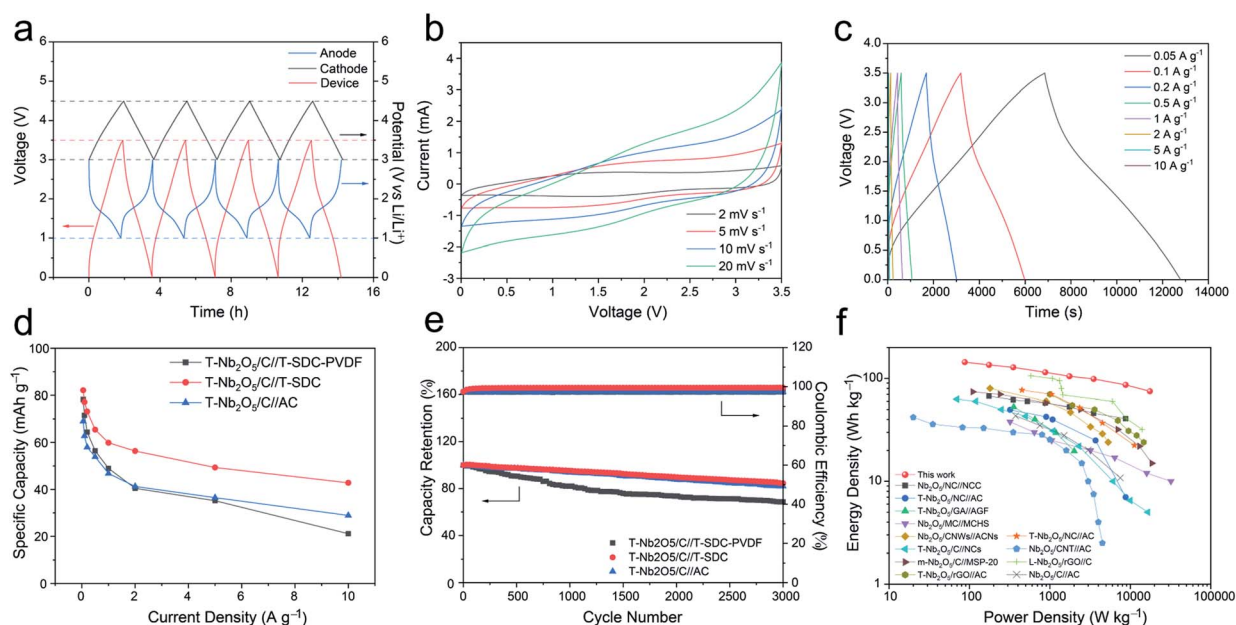 a
Voltage (V)
6
5
4
3
2
1
0
Anode
Cathode
Device
6
5
4
3
2
1
0
Potential (V vs Li/Li⁺)
0 2 4 6 8 10 12 14 16
Time (h)
b
Current (mA)
5
4
3
2
1
0
-1
-2
-3
2 mV s⁻¹
5 mV s⁻¹
10 mV s⁻¹
20 mV s⁻¹
0 0.5 1 1.5 2 2.5 3 3.5
Voltage (V)
c
Voltage (V)
4.0
3.5
3.0
2.5
2.0
1.5
1.0
0.5
0.0
0.05 A g⁻¹
0.1 A g⁻¹
0.2 A g⁻¹
0.5 A g⁻¹
1 A g⁻¹
2 A g⁻¹
5 A g⁻¹
10 A g⁻¹
0 2000 4000 6000 8000 10000 12000 14000
Time (s)
d
Specific Capacity (mAh g⁻¹)
100
80
60
40
20
0
T-Nb₂O₅/C//T-SDC-PVDF
T-Nb₂O₅/C//T-SDC
T-Nb₂O₅/C//AC
0 2 4 6 8 10
Current Density (A g⁻¹)
e
Capacity Retention (%)
200
160
120
80
40
0
T-Nb2O5/C//T-SDC-PVDF
T-Nb2O5/C//T-SDC
T-Nb2O5/C//AC
120
100
80
60
40
20
0
Coulombic Efficiency (%)
0 500 1000 1500 2000 2500 3000
Cycle Number
f
Energy Density (Wh kg⁻¹)
100
10
1
This work
Nb₂O₅/NC//NCC
T-Nb₂O₅/NC//AC
T-Nb₂O₅/GA//AGF
Nb₂O₅/MC//MCHS
Nb₂O₅/CNWs//ACNs
T-Nb₂O₅/C//NCs
m-Nb₂O₅/C//MSP-20
T-Nb₂O₅/rGO//AC
T-Nb₂O₅/NC//AC
Nb₂O₅/CNT//AC
L-Nb₂O₅/rGO//C
Nb₂O₅/C//AC
10 100 1000 10000
Power Density (W kg⁻¹)